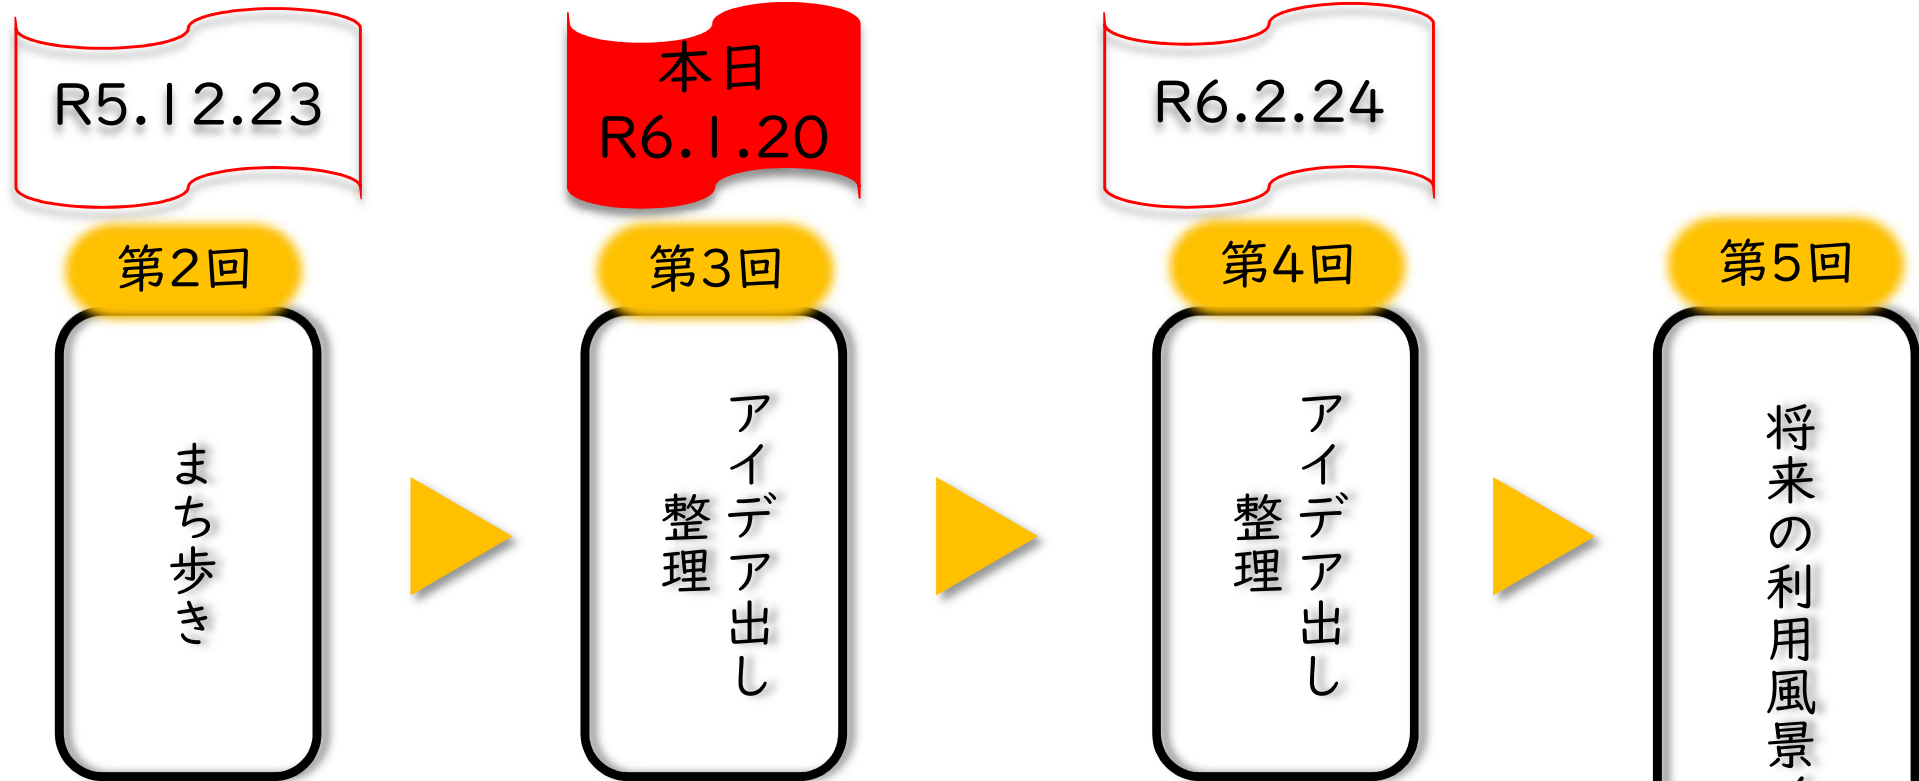 R5.12.23
本日
R6.1.20
R6.2.24
第2回
第3回
第4回
第5回
まち歩き
アイデア出し
整理
アイデア出し
整理
将来の利用風景